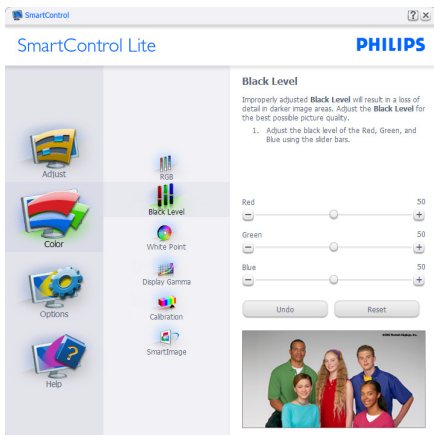 SmartControl
SmartControl Lite
PHILIPS
Adjust
Color
Options
Help
RGB
Black Level
White Point
Display Gamma
Calibration
SmartImage
Black Level
Improperly adjusted Black Level will result in a loss of
detail in darker image areas. Adjust the Black Level for
the best possible picture quality.
1. Adjust the black level of the Red, Green, and
Blue using the slider bars.
Red 50
Green 50
Blue 50
Undo Reset